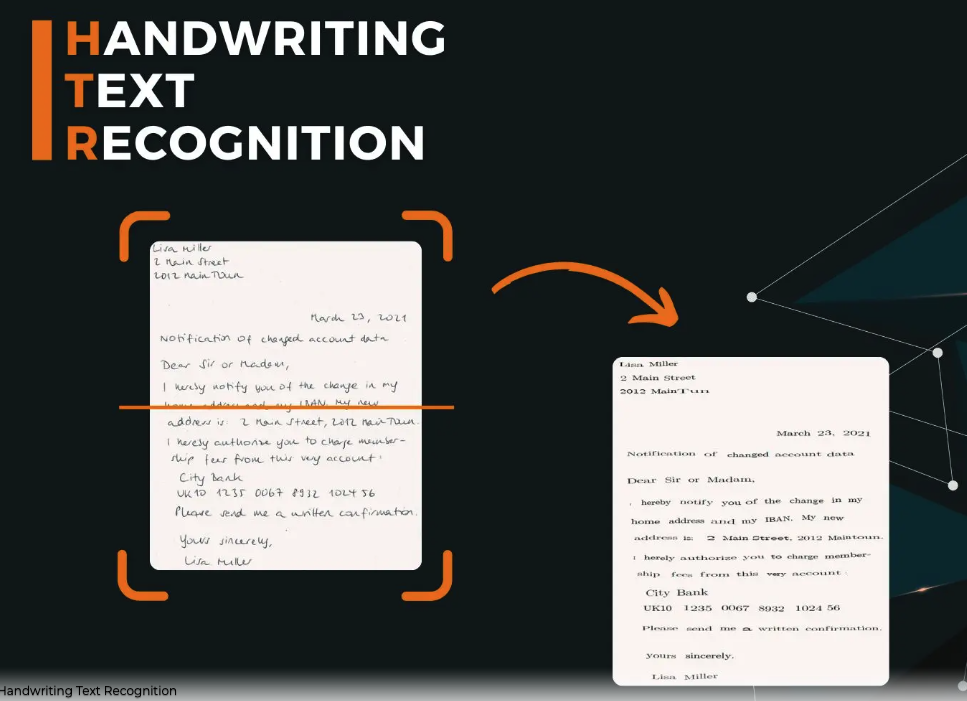 HANDWRITING
TEXT
RECOGNITION
Lisa Miller
2 Main Street
2012 MainTown
March 23, 2021
Notification of changed account data
Dear Sir or Madam,
I hereby notify you of the change in my
home address and my IBAN. My new
address is: 2 Main Street, 2012 MainTown.
I hereby authorize you to charge member-
ship fees from this very account:
City Bank
UK10 1235 0067 8932 1024 56
Please send me a written confirmation.
Yours sincerely,
Lisa Miller
Lisa Miller
2 Main Street
2012 MainTurn
March 23, 2021
Notification of changed account data
Dear Sir or Madam,
hereby notify you of the change in my
home address and my IBAN. My new
address is: 2 Main Street, 2012 Maintoun.
I herely authorize you to charge member-
ship fees from this very account
City Bank
UK10 1235 0067 8932 1024 56
Please send me a written confirmation.
yours sincerely.
Lisa Miller
Handwriting Text Recognition